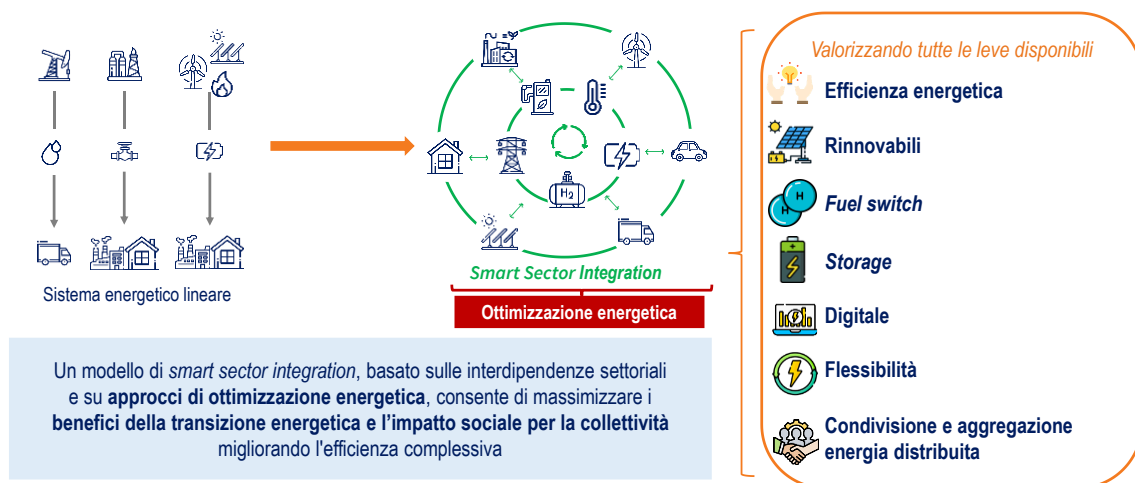 Valorizzando tutte le leve disponibili
Efficienza energetica
Rinnovabili
H H
Fuel switch
Storage
Digitale
Flessibilità
Condivisione e aggregazione
energia distribuita
H2
Sistema energetico lineare
Smart Sector Integration
Ottimizzazione energetica
Un modello di smart sector integration, basato sulle interdipendenze settoriali
e su approcci di ottimizzazione energetica, consente di massimizzare i
benefici della transizione energetica e l'impatto sociale per la collettività
migliorando l'efficienza complessiva